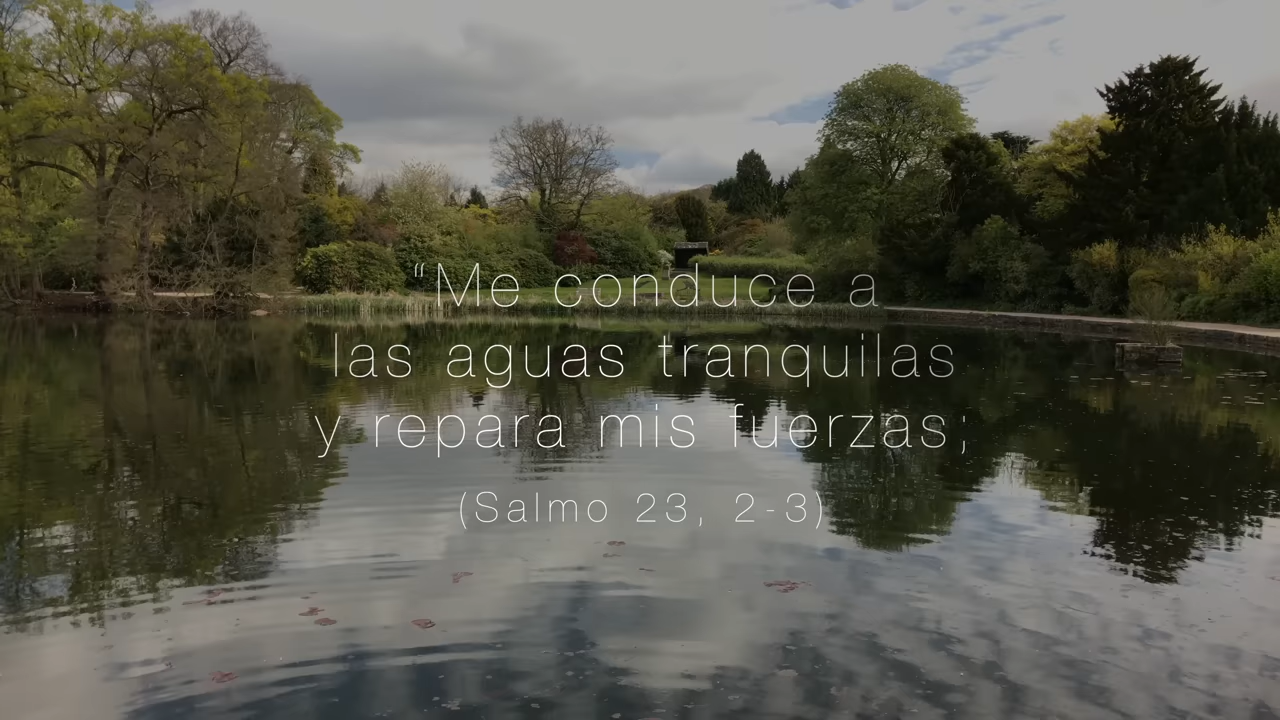 “Me conduce a
las aguas tranquilas
y repara mis fuerzas;
(Salmo 23, 2-3)